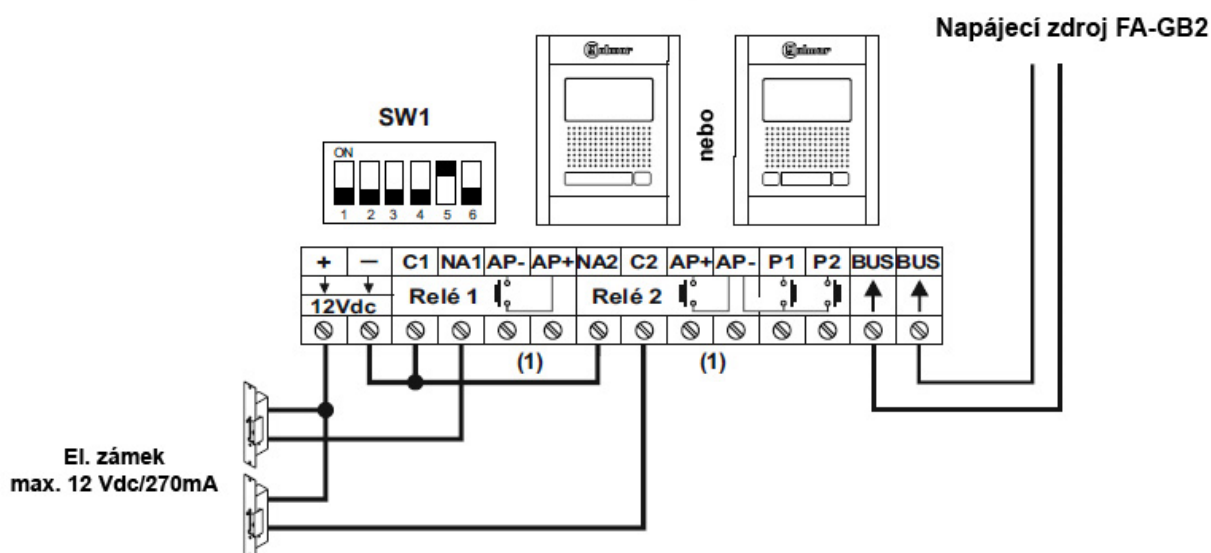 Napájecí zdroj FA-GB2
Golmar
Golmar
nebo
SW1
ON
1 2 3 4 5 6
+ − C1 NA1 AP- AP+ NA2 C2 AP+ AP- P1 P2 BUS BUS
12Vdc Relé 1 Relé 2
(1) (1)
El. zámek
max. 12 Vdc/270mA